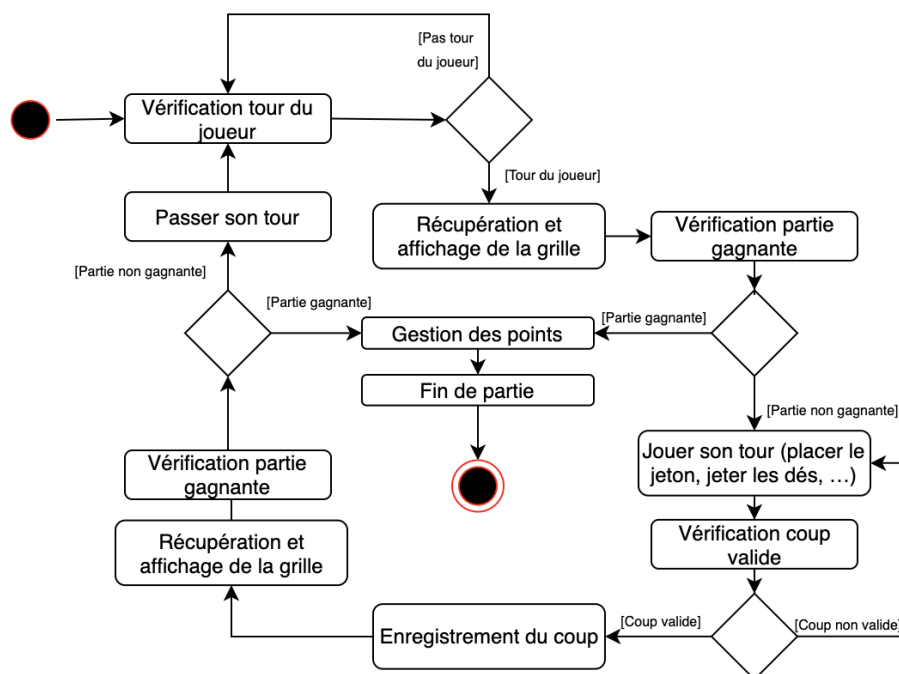 [Pas tour
du joueur]
Vérification tour du
joueur
[Tour du joueur]
Passer son tour
Récupération et
affichage de la grille
Vérification partie
gagnante
[Partie non gagnante]
[Partie gagnante]
Gestion des points
[Partie gagnante]
Fin de partie
[Partie non gagnante]
Jouer son tour (placer le
jeton, jeter les dés, ...)
Vérification partie
gagnante
Récupération et
affichage de la grille
Vérification coup
valide
Enregistrement du coup
[Coup valide]
[Coup non valide]